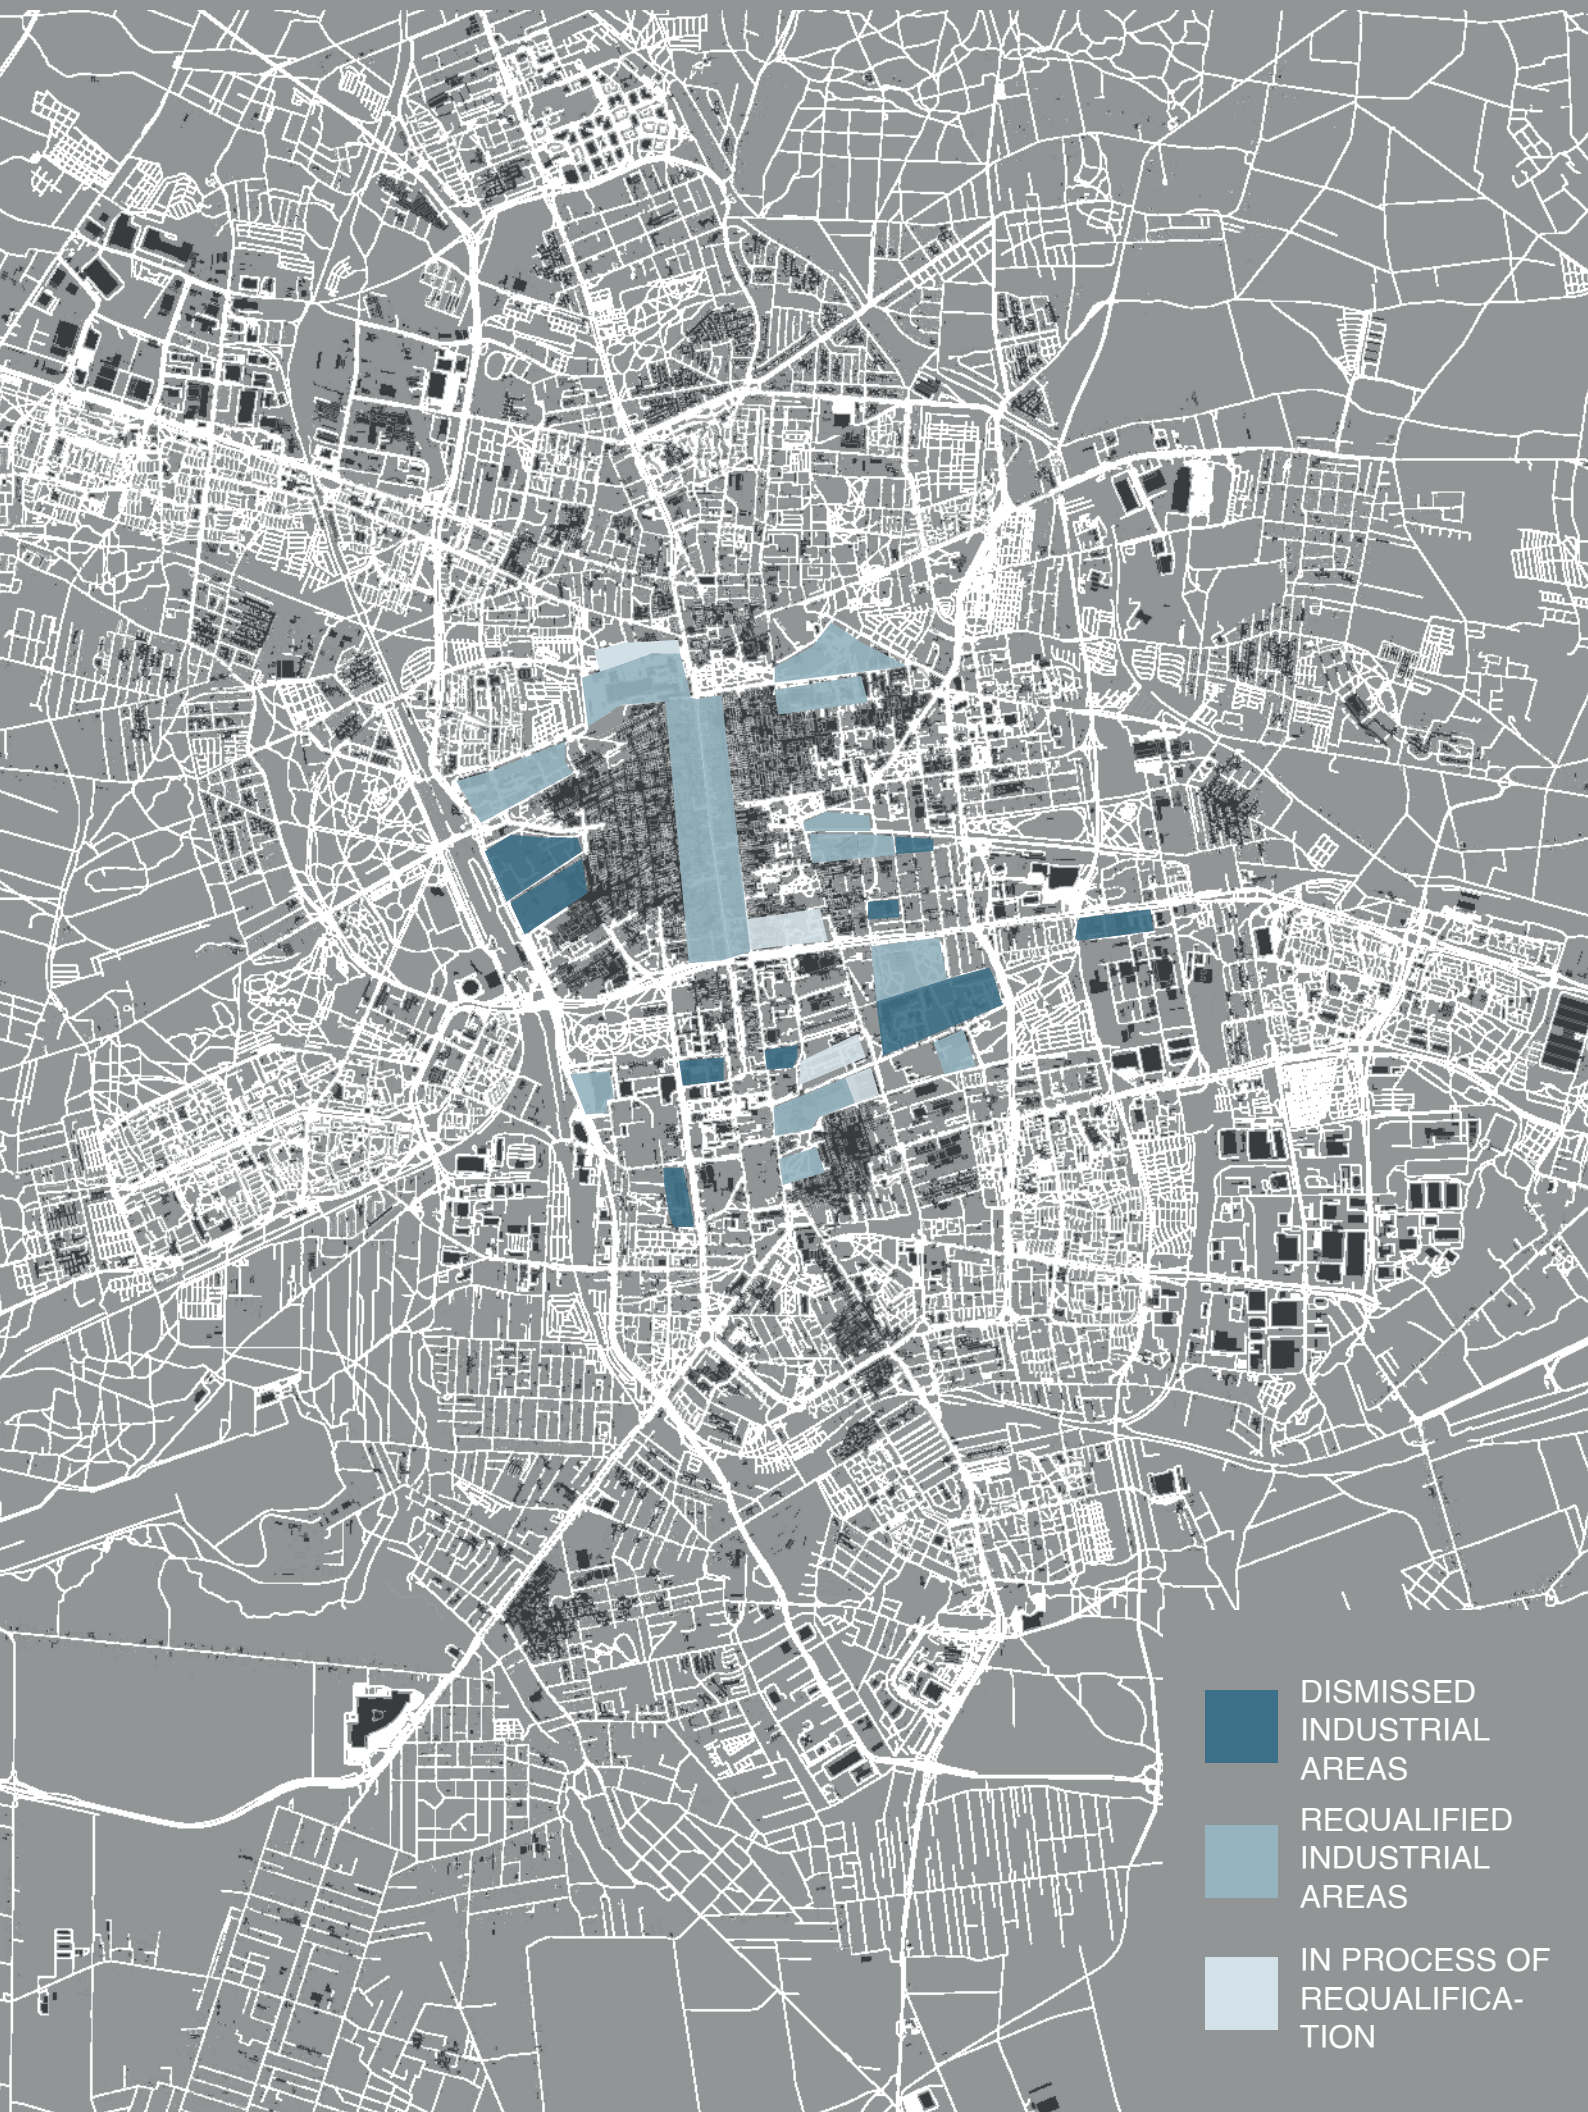 DISMISSED
INDUSTRIAL
AREAS
REQUALIFIED
INDUSTRIAL
AREAS
IN PROCESS OF
REQUALIFICA-
TION